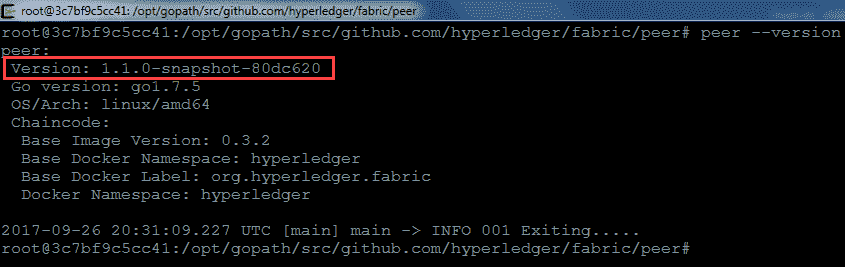 root@3c7bf9c5cc41: /opt/gopath/src/github.com/hyperledger/fabric/peer
root@3c7bf9c5cc41:/opt/gopath/src/github.com/hyperledger/fabric/peer# peer --version
peer:
Version: 1.1.0-snapshot-80dc620
Go version: go1.7.5
OS/Arch: linux/amd64
Chaincode:
Base Image Version: 0.3.2
Base Docker Namespace: hyperledger
Base Docker Label: org.hyperledger.fabric
Docker Namespace: hyperledger
2017-09-26 20:31:09.227 UTC [main] main -> INFO 001 Exiting.....
root@3c7bf9c5cc41:/opt/gopath/src/github.com/hyperledger/fabric/peer#